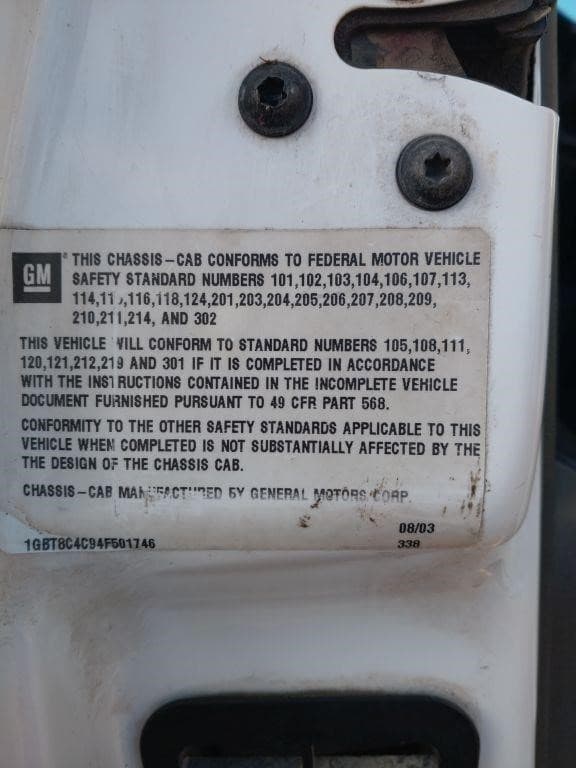 GM
® THIS CHASSIS-CAB CONFORMS TO FEDERAL MOTOR VEHICLE
SAFETY STANDARD NUMBERS 101,102,103,104,106,107,113,
114,116,118,124,201,203,204,205,206,207,208,209,
210,211,214, AND 302
THIS VEHICLE WILL CONFORM TO STANDARD NUMBERS 105,108,111,
120,121,212,219 AND 301 IF IT IS COMPLETED IN ACCORDANCE
WITH THE INSTRUCTIONS CONTAINED IN THE INCOMPLETE VEHICLE
DOCUMENT FURNISHED PURSUANT TO 49 CFR PART 568.
CONFORMITY TO THE OTHER SAFETY STANDARDS APPLICABLE TO THIS
VEHICLE WHEN COMPLETED IS NOT SUBSTANTIALLY AFFECTED BY THE
THE DESIGN OF THE CHASSIS CAB.
CHASSIS-CAB MANUFACTURED BY GENERAL MOTORS CORP.
08/03
1GBT8C4C94F501746 338